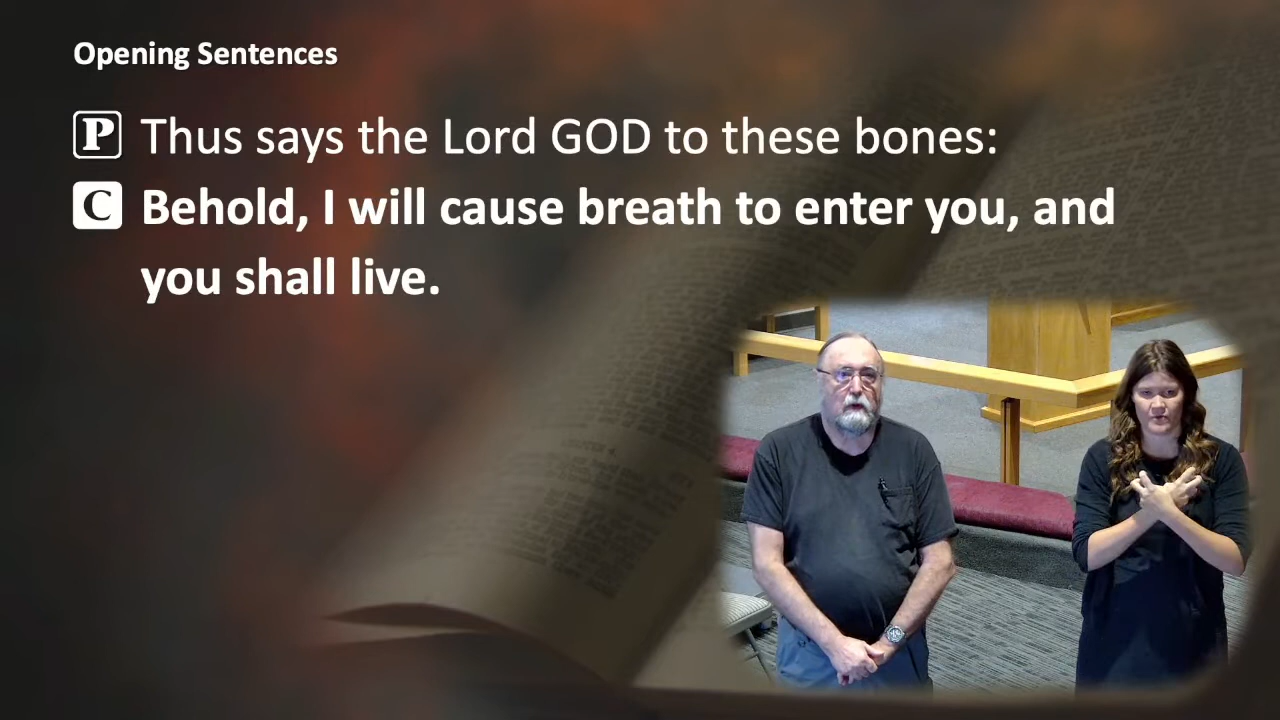 Opening Sentences
P Thus says the Lord GOD to these bones:
C Behold, I will cause breath to enter you, and
you shall live.